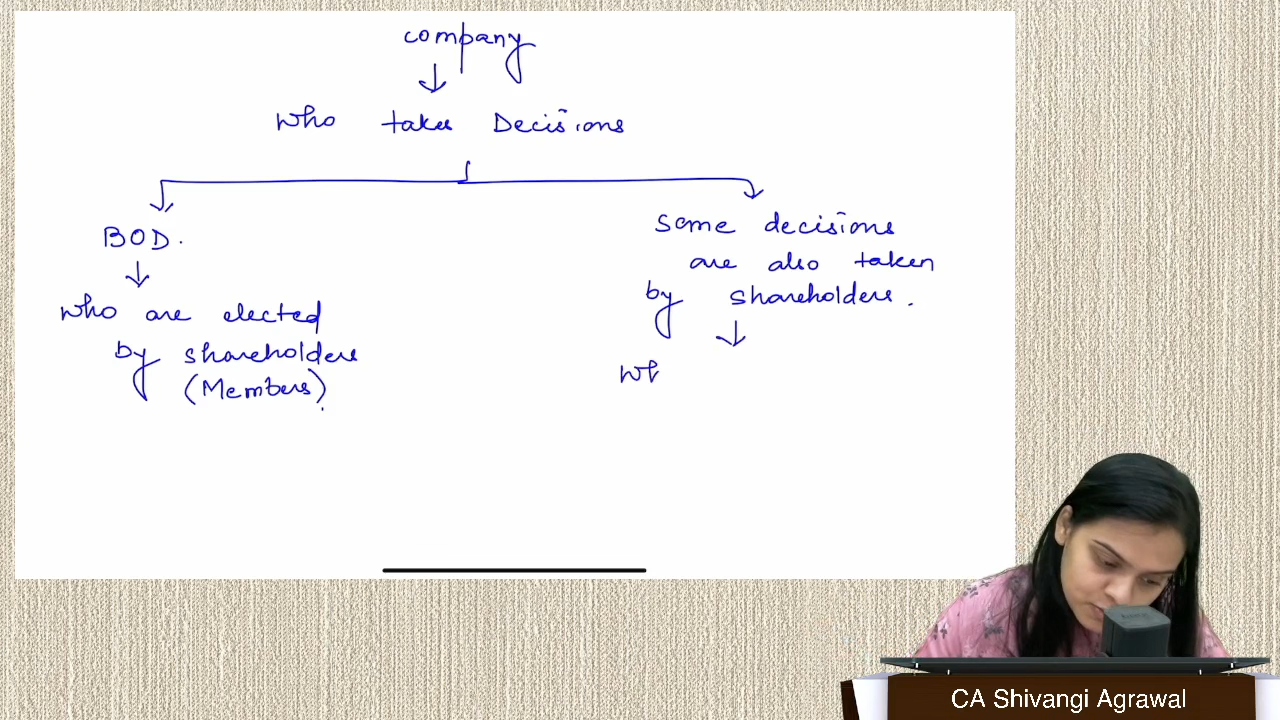 company
Who takes Decisions
BOD.
who are elected
by shareholders
(Members)
Some decisions
are also taken
by shareholders.
Wh
CA Shivangi Agrawal